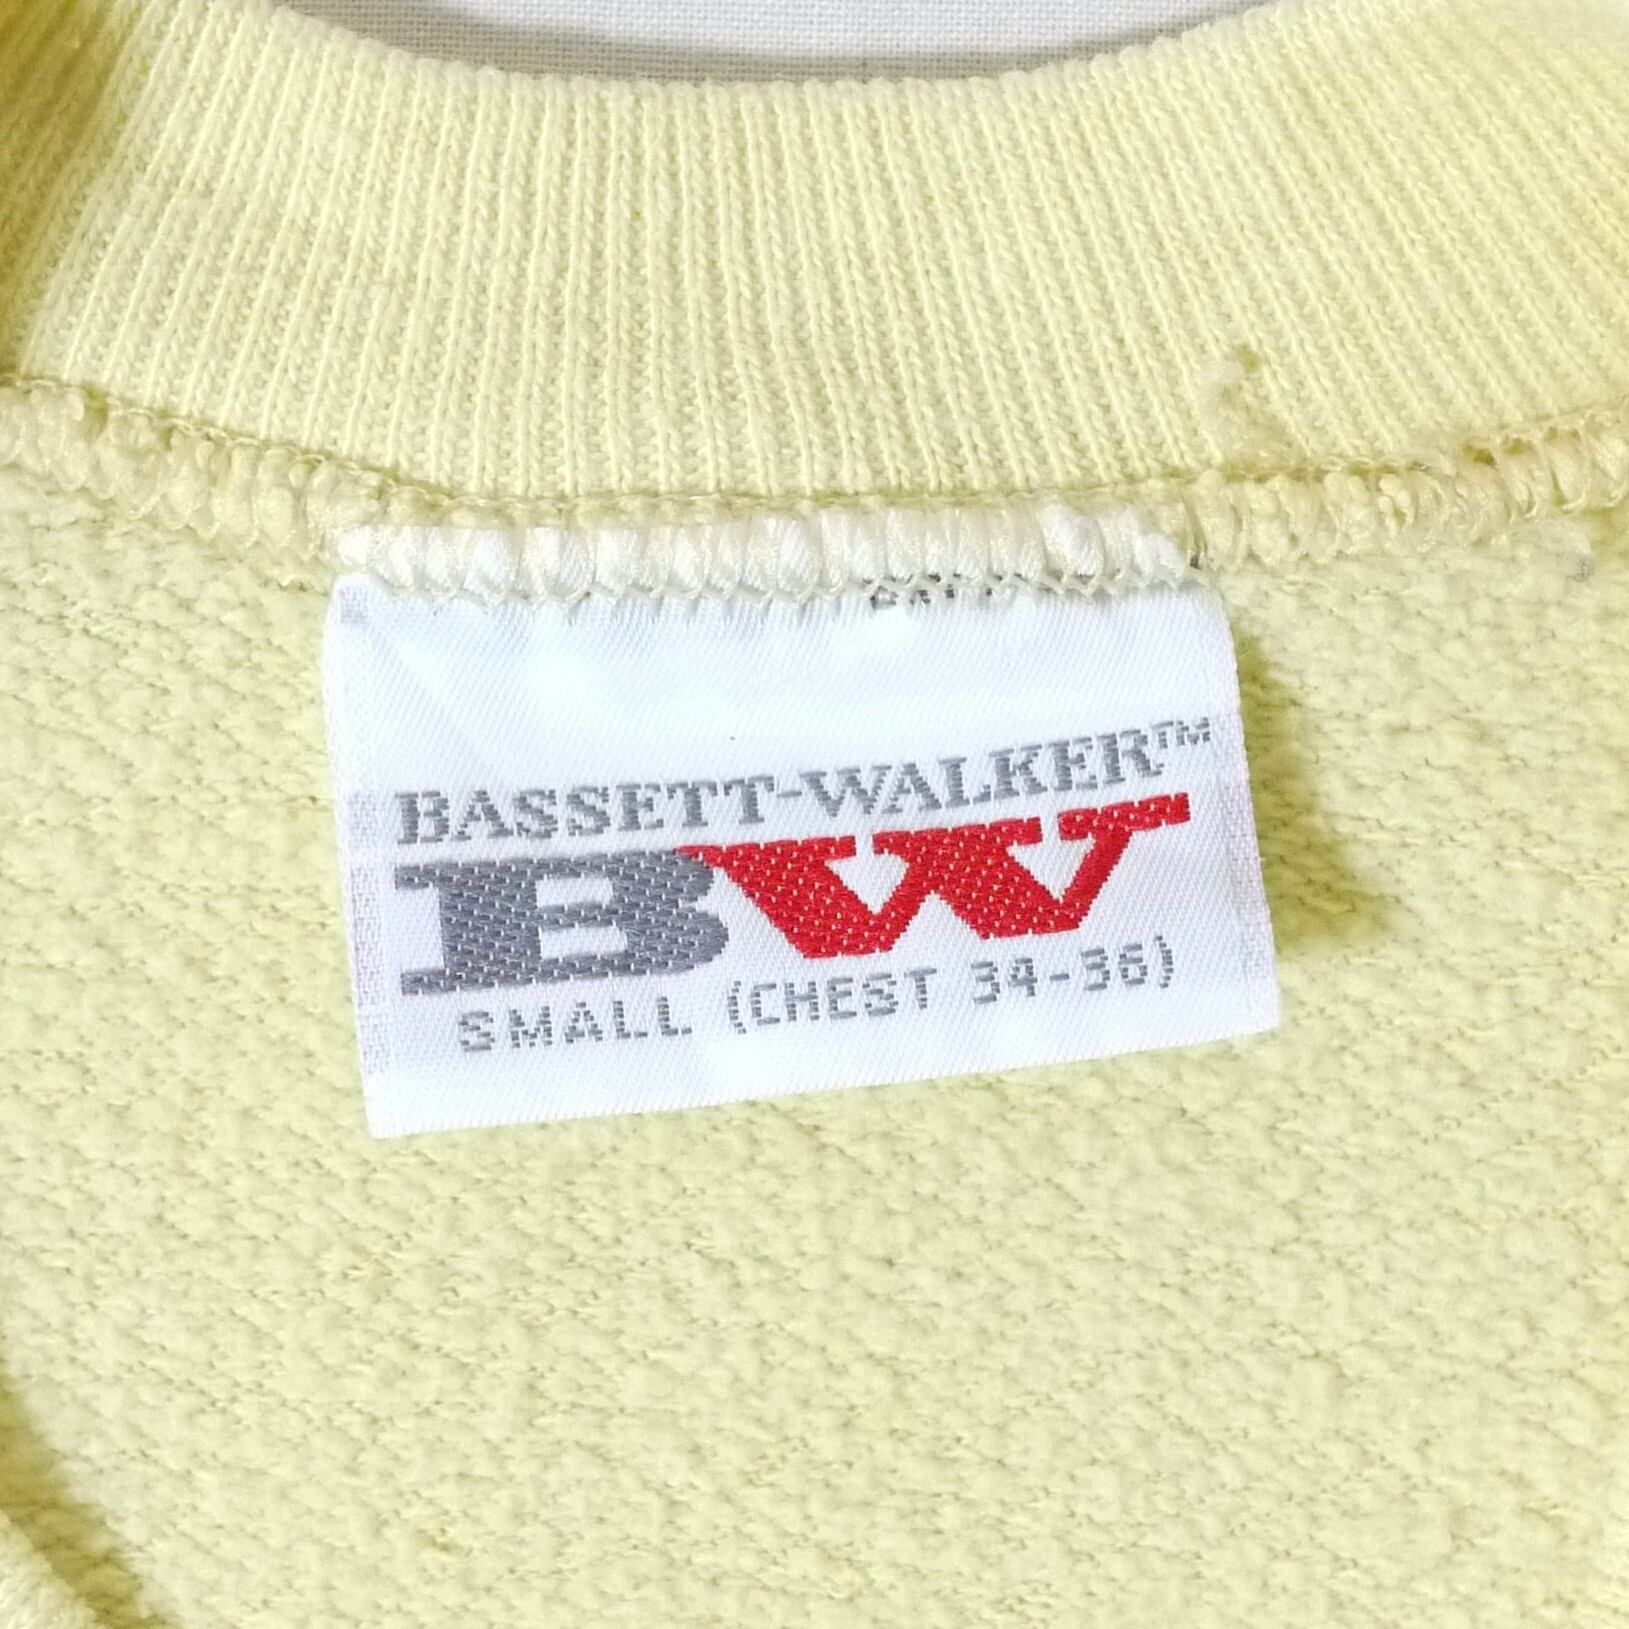 BASSETT-WALKER™
BW
SMALL (CHEST 34-36)